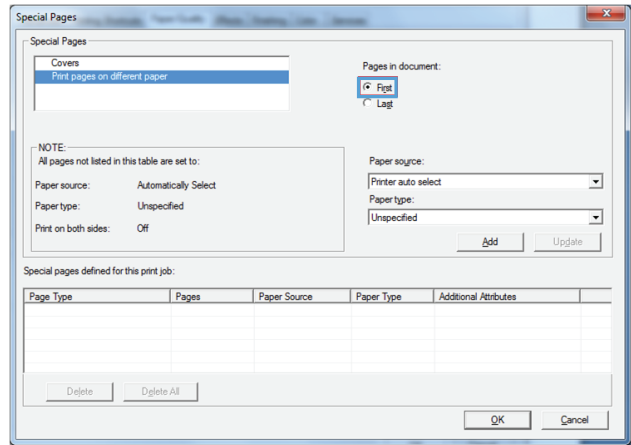 Special Pages
Paper/Quality
Special Pages
Covers
Print pages on different paper
Pages in document:
First
Last
NOTE:
All pages not listed in this table are set to:
Paper source: Automatically Select
Paper type: Unspecified
Print on both sides: Off
Paper source:
Printer auto select
Paper type:
Unspecified
Add Update
Special pages defined for this print job:
Page Type Pages Paper Source Paper Type Additional Attributes
Delete Delete All
OK Cancel